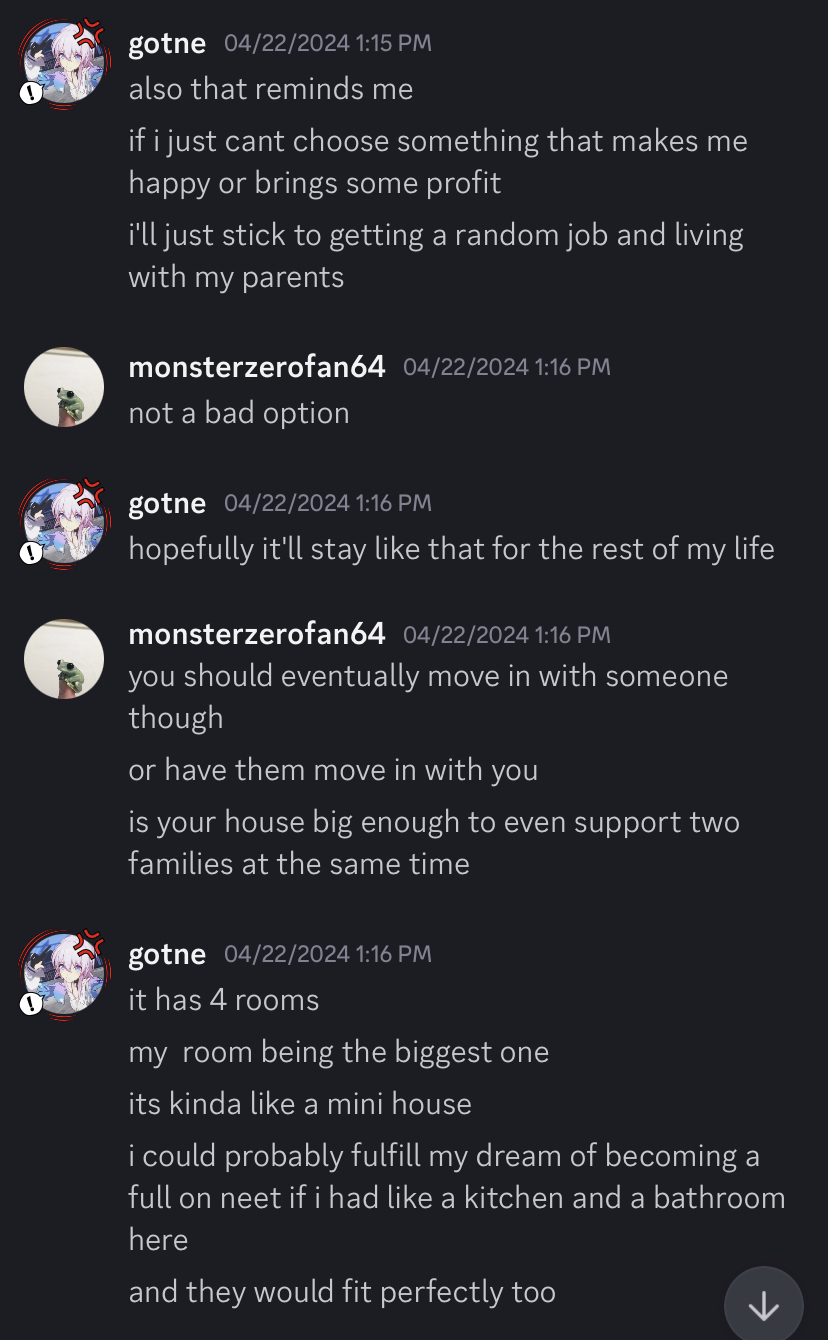 gotne 04/22/2024 1:15 PM
also that reminds me
if i just cant choose something that makes me
happy or brings some profit
i'll just stick to getting a random job and living
with my parents
monsterzerofan64 04/22/2024 1:16 PM
not a bad option
gotne 04/22/2024 1:16 PM
hopefully it'll stay like that for the rest of my life
monsterzerofan64 04/22/2024 1:16 PM
you should eventually move in with someone
though
or have them move in with you
is your house big enough to even support two
families at the same time
gotne 04/22/2024 1:16 PM
it has 4 rooms
my  room being the biggest one
its kinda like a mini house
i could probably fulfill my dream of becoming a
full on neet if i had like a kitchen and a bathroom
here
and they would fit perfectly too